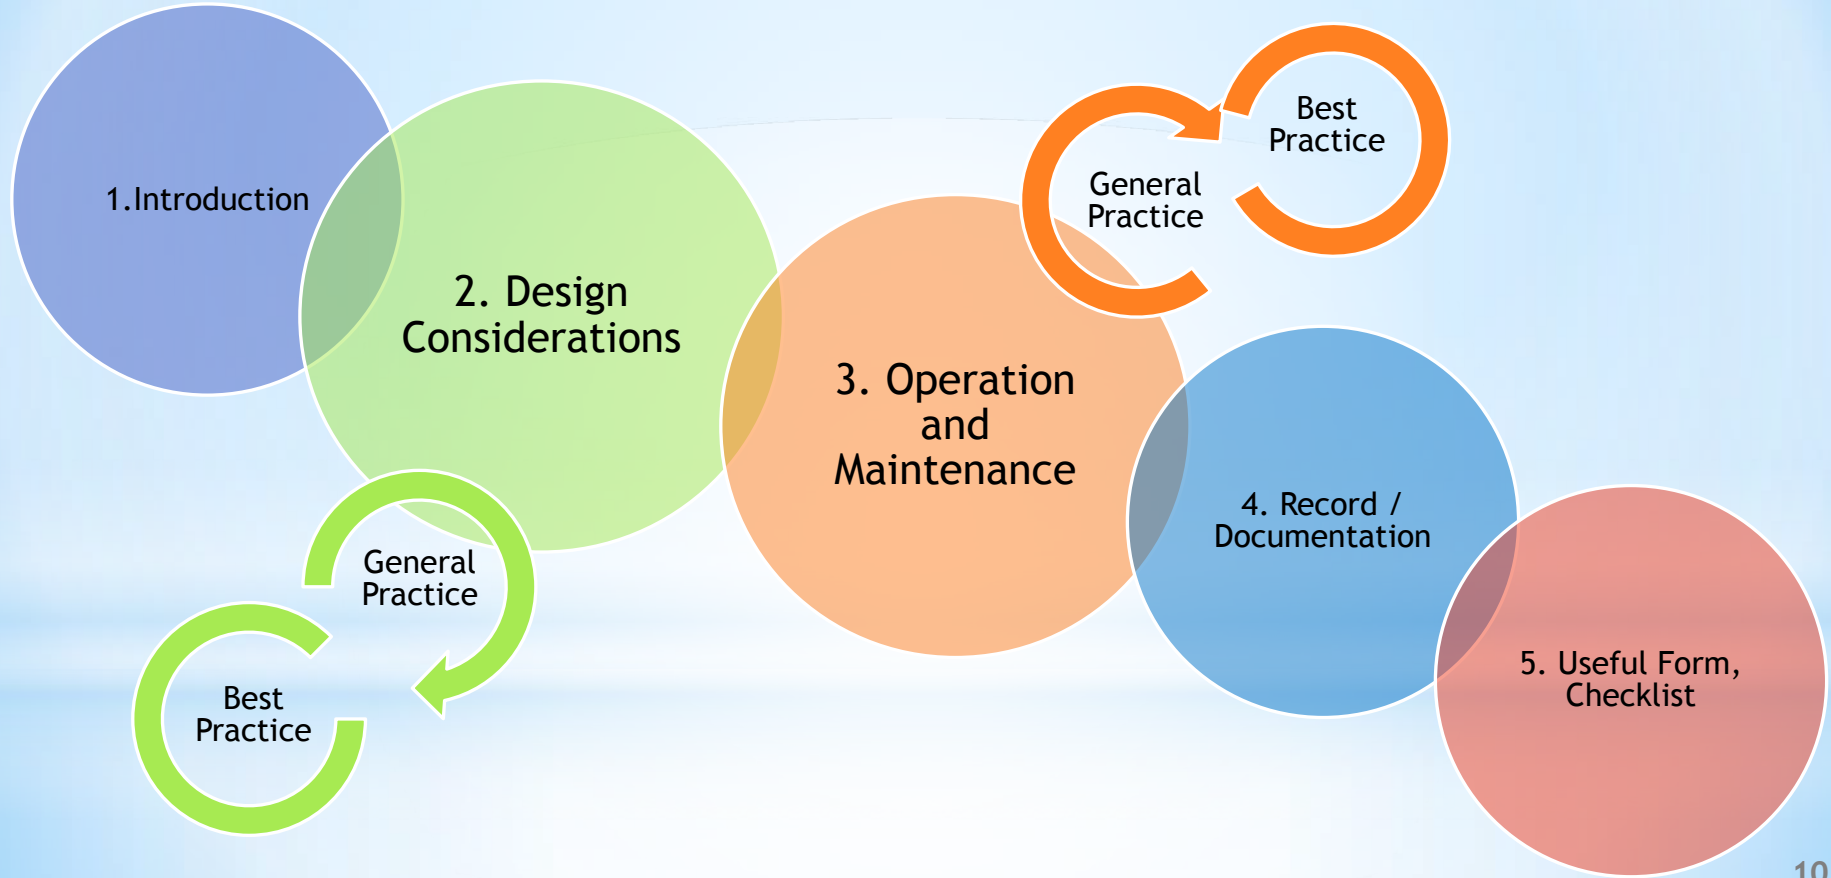 1.Introduction
2. Design
Considerations
General
Practice
Best
Practice
3. Operation
and
Maintenance
General
Practice
Best
Practice
4. Record /
Documentation
5. Useful Form,
Checklist
10